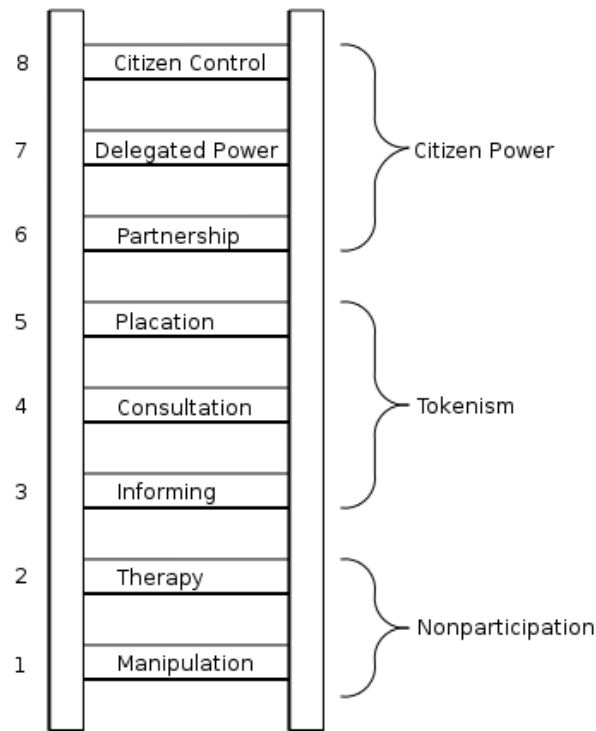 8 Citizen Control
7 Delegated Power
Citizen Power
6 Partnership
5 Placation
4 Consultation
Tokenism
3 Informing
2 Therapy
Nonparticipation
1 Manipulation